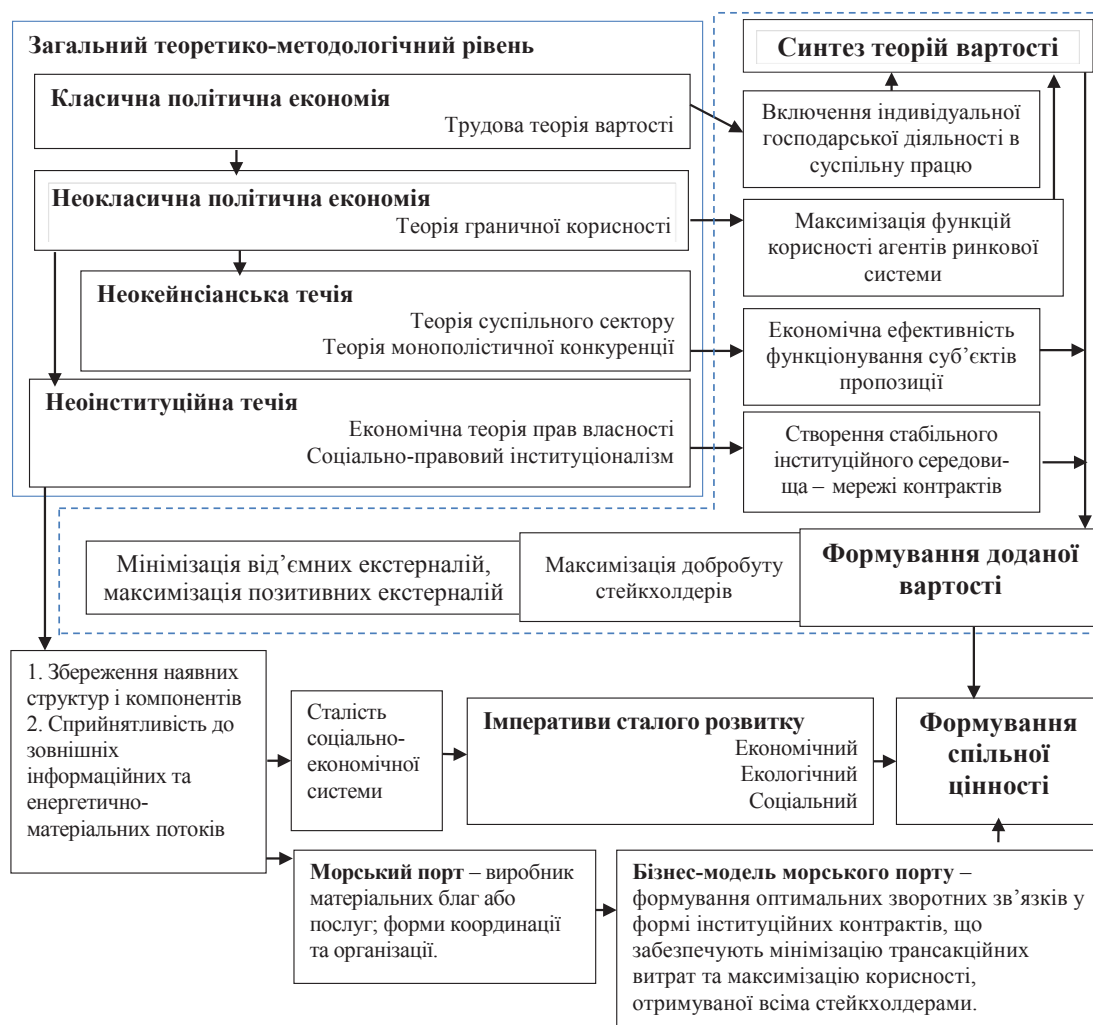 Загальний теоретико-методологічний рівень
Класична політична економія
Трудова теорія вартості
Неокласична політична економія
Теорія граничної корисності
Неокейнсіанська течія
Теорія суспільного сектору
Теорія монополістичної конкуренції
Неоінституційна течія
Економічна теорія прав власності
Соціально-правовий інституціоналізм
Синтез теорій вартості
Включення індивідуальної
господарської діяльності в
суспільну працю
Максимізація функцій
корисності агентів ринкової
системи
Економічна ефективність
функціонування суб’єктів
пропозиції
Створення стабільного
інституційного середови-
ща – мережі контрактів
Мінімізація від’ємних екстерналій,
максимізація позитивних екстерналій
Максимізація добробуту
стейкхолдерів
Формування доданої
вартості
1. Збереження наявних
структур і компонентів
2. Сприйнятливість до
зовнішніх
інформаційних та
енергетично-
матеріальних потоків
Сталість
соціально-
економічної
системи
Імперативи сталого розвитку
Економічний
Екологічний
Соціальний
Формування
спільної
цінності
Морський порт – виробник
матеріальних благ або
послуг; форми координації
та організації.
Бізнес-модель морського порту –
формування оптимальних зворотних зв’язків у
формі інституційних контрактів, що
забезпечують мінімізацію трансакційних
витрат та максимізацію корисності,
отримуваної всіма стейкхолдерами.